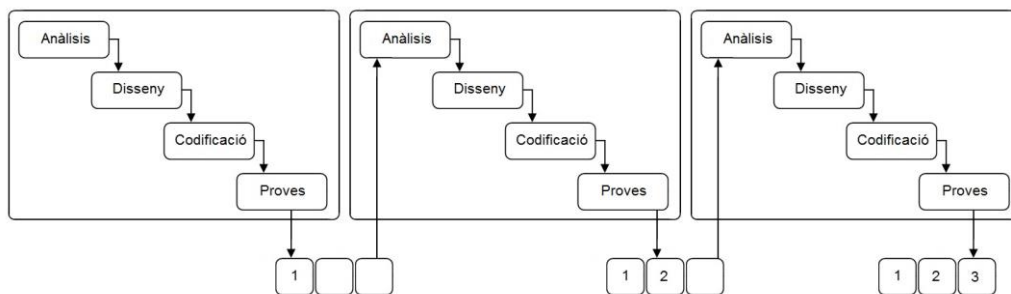 Anàlisis
Disseny
Codificació
Proves
1
Anàlisis
Disseny
Codificació
Proves
1 2
Anàlisis
Disseny
Codificació
Proves
1 2 3